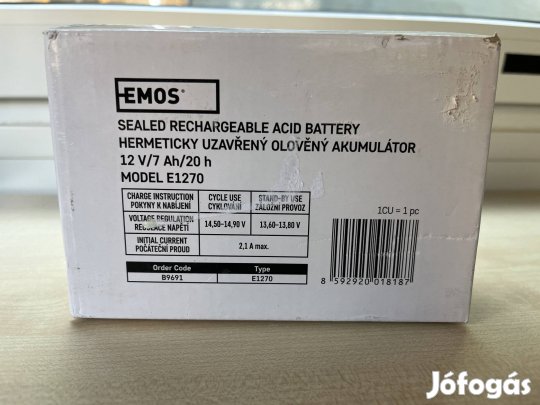 EMOS®
SEALED RECHARGEABLE ACID BATTERY
HERMETICKY UZAVŘENÝ OLOVĚNÝ AKUMULÁTOR
12 V/7 Ah/20 h
MODEL E1270
CHARGE INSTRUCTION CYCLE USE STAND-BY USE
POKYNY K NABÍJENÍ CYKLOVÁNÍ ZÁLOŽNÍ PROVOZ
VOLTAGE REGULATION
REGULACE NAPĚTÍ 14,50–14,90 V 13,60–13,80 V
INITIAL CURRENT
POČÁTEČNÍ PROUD 2,1 A max.
Order Code Type
B9691 E1270
1CU = 1 pc
8 592920 018187
Jófogás